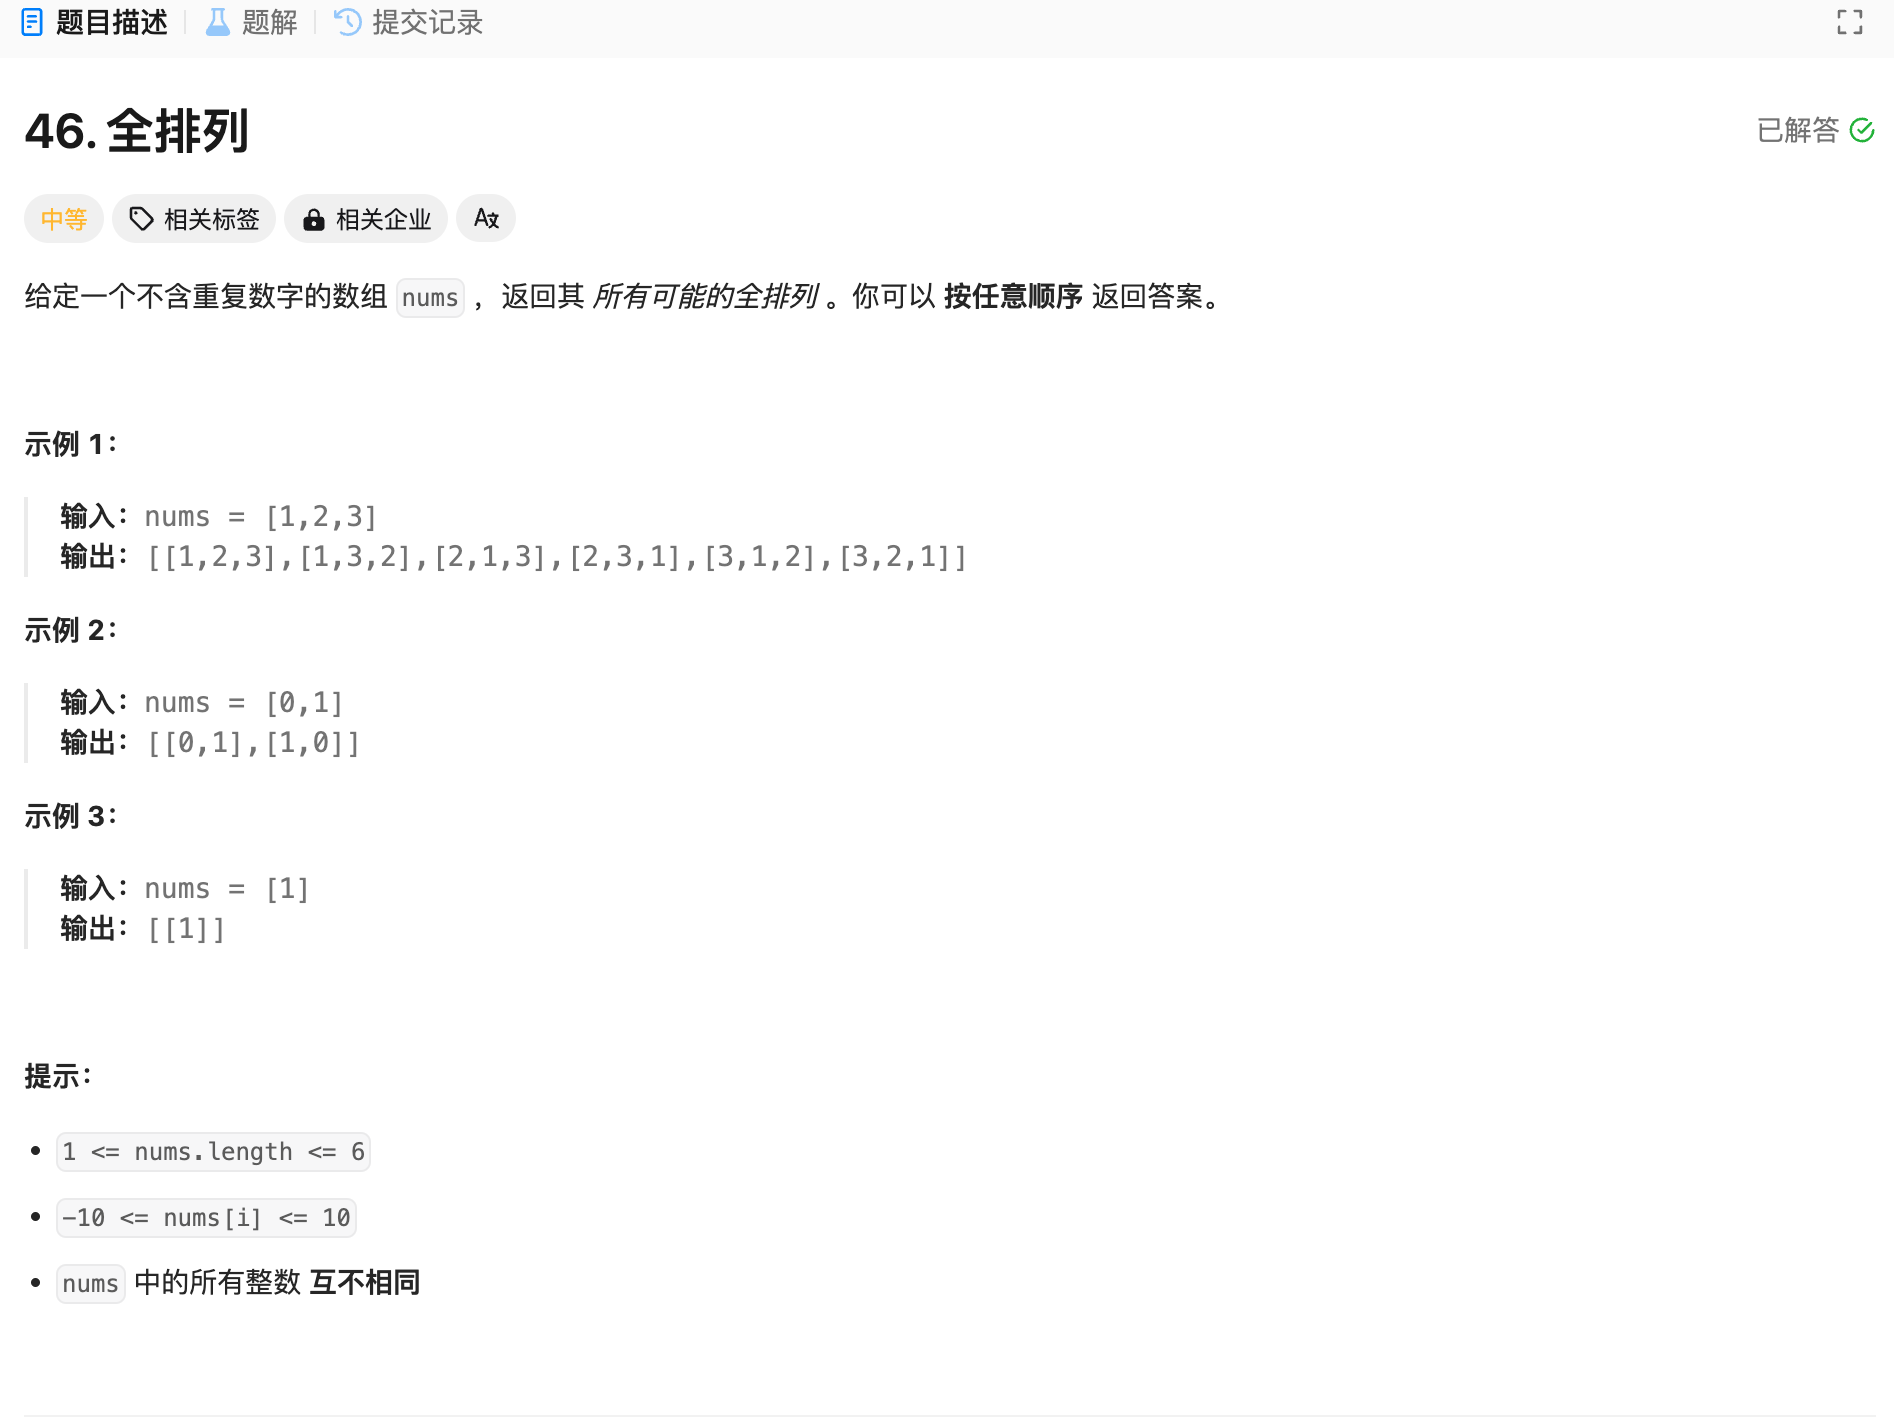 题目描述 题解 提交记录
46. 全排列
已解答
中等 相关标签 相关企业 A文
给定一个不含重复数字的数组 nums ，返回其 所有可能的全排列 。你可以 按任意顺序 返回答案。
示例 1：
输入：nums = [1,2,3]
输出：[[1,2,3],[1,3,2],[2,1,3],[2,3,1],[3,1,2],[3,2,1]]
示例 2：
输入：nums = [0,1]
输出：[[0,1],[1,0]]
示例 3：
输入：nums = [1]
输出：[[1]]
提示：
1 <= nums.length <= 6
-10 <= nums[i] <= 10
nums 中的所有整数 互不相同